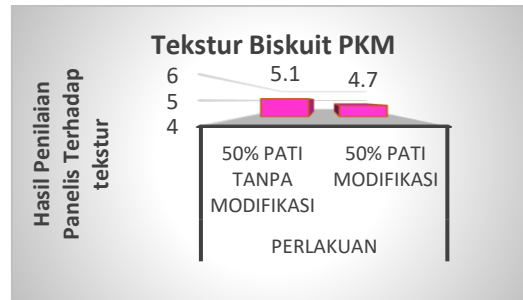 Tekstur Biskuit PKM
Hasil Penilaian
Panelis Terhadap
tekstur
6
5
4
5.1
4.7
50% PATI
TANPA
MODIFIKASI
50% PATI
MODIFIKASI
PERLAKUAN